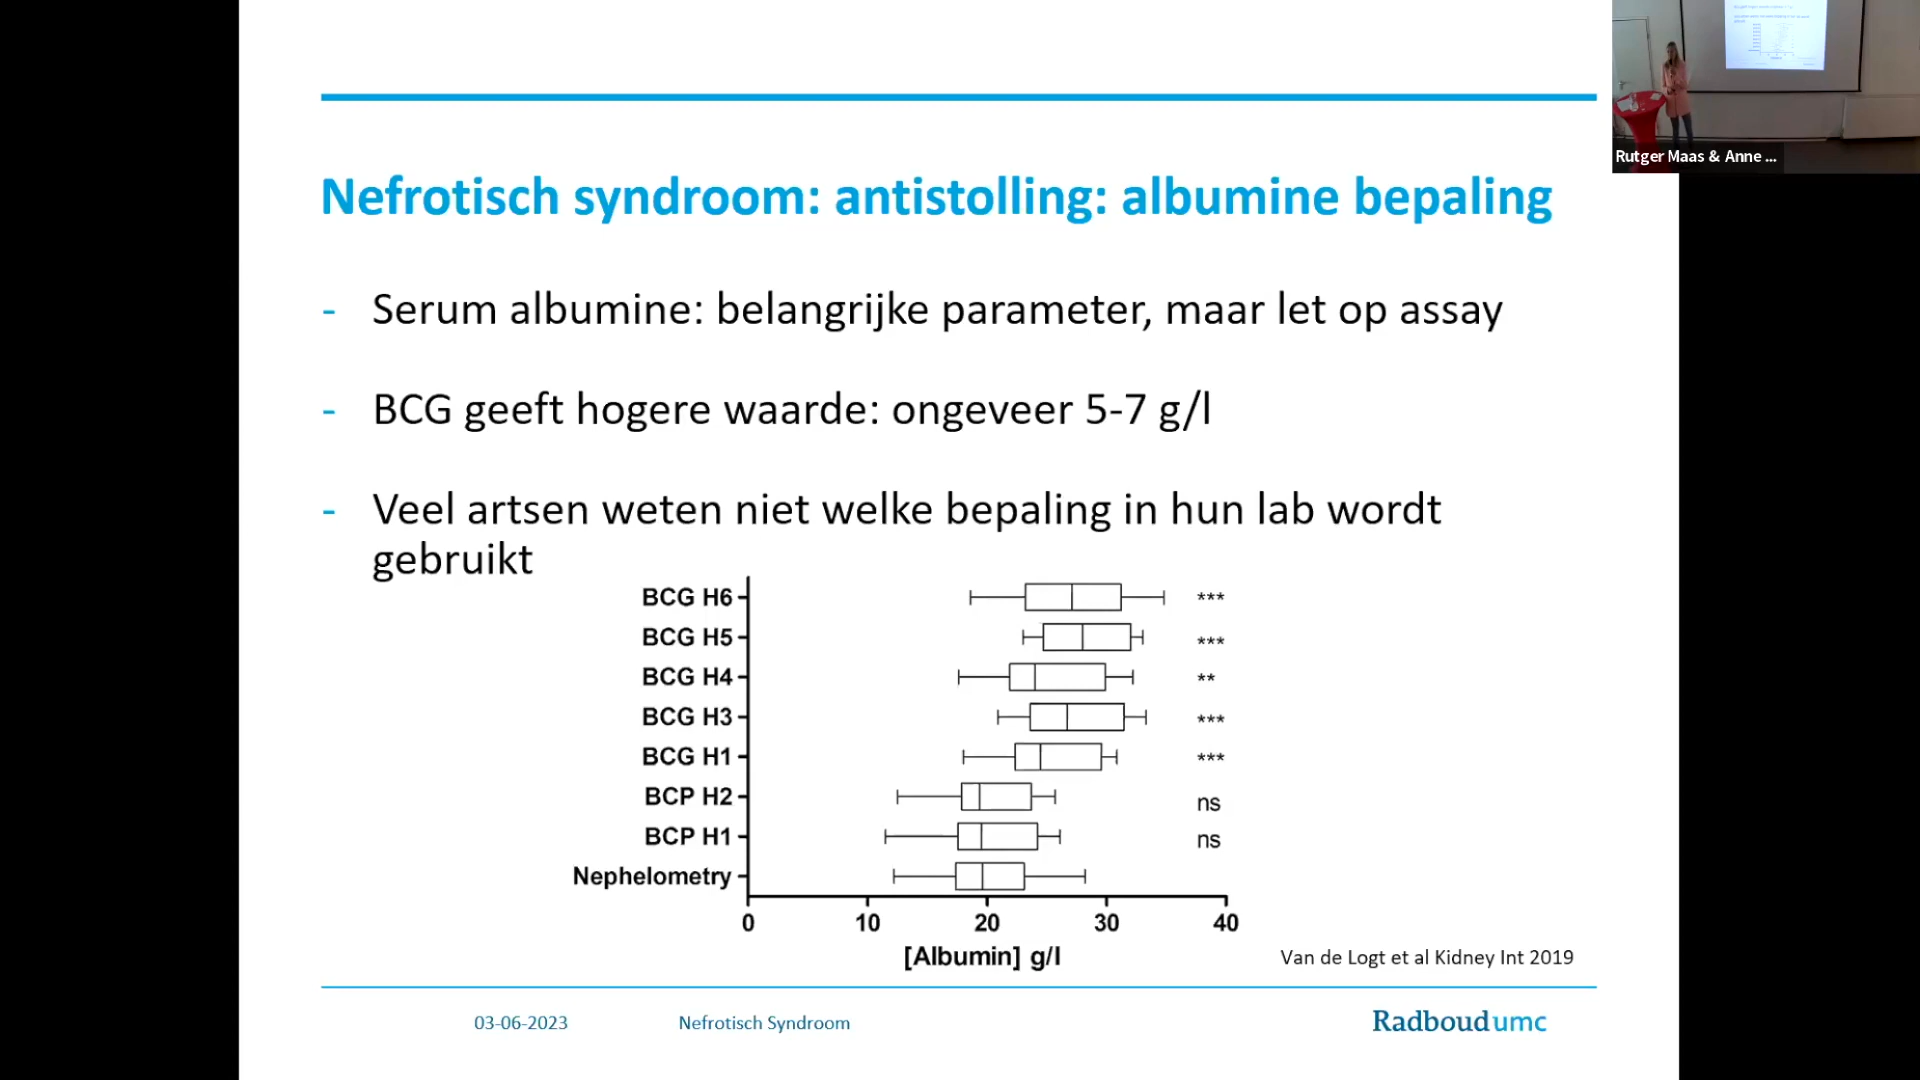 Rutger Maas & Anne ...
Nefrotisch syndroom: antistolling: albumine bepaling
- Serum albumine: belangrijke parameter, maar let op assay
- BCG geeft hogere waarde: ongeveer 5-7 g/l
- Veel artsen weten niet welke bepaling in hun lab wordt
gebruikt
BCG H6 ***
BCG H5 ***
BCG H4 **
BCG H3 ***
BCG H1 ***
BCP H2 ns
BCP H1 ns
Nephelometry
0 10 20 30 40
[Albumin] g/l
Van de Logt et al Kidney Int 2019
03-06-2023 Nefrotisch Syndroom Radboudumc